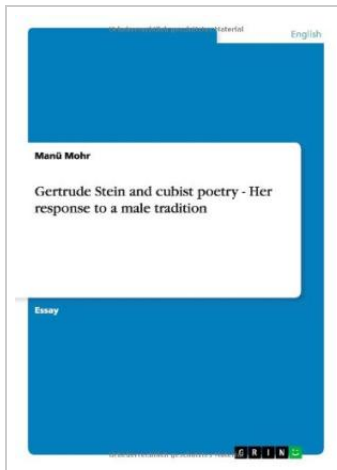 English
Manü Mohr
Gertrude Stein and cubist poetry - Her
response to a male tradition
Essay
GRIN